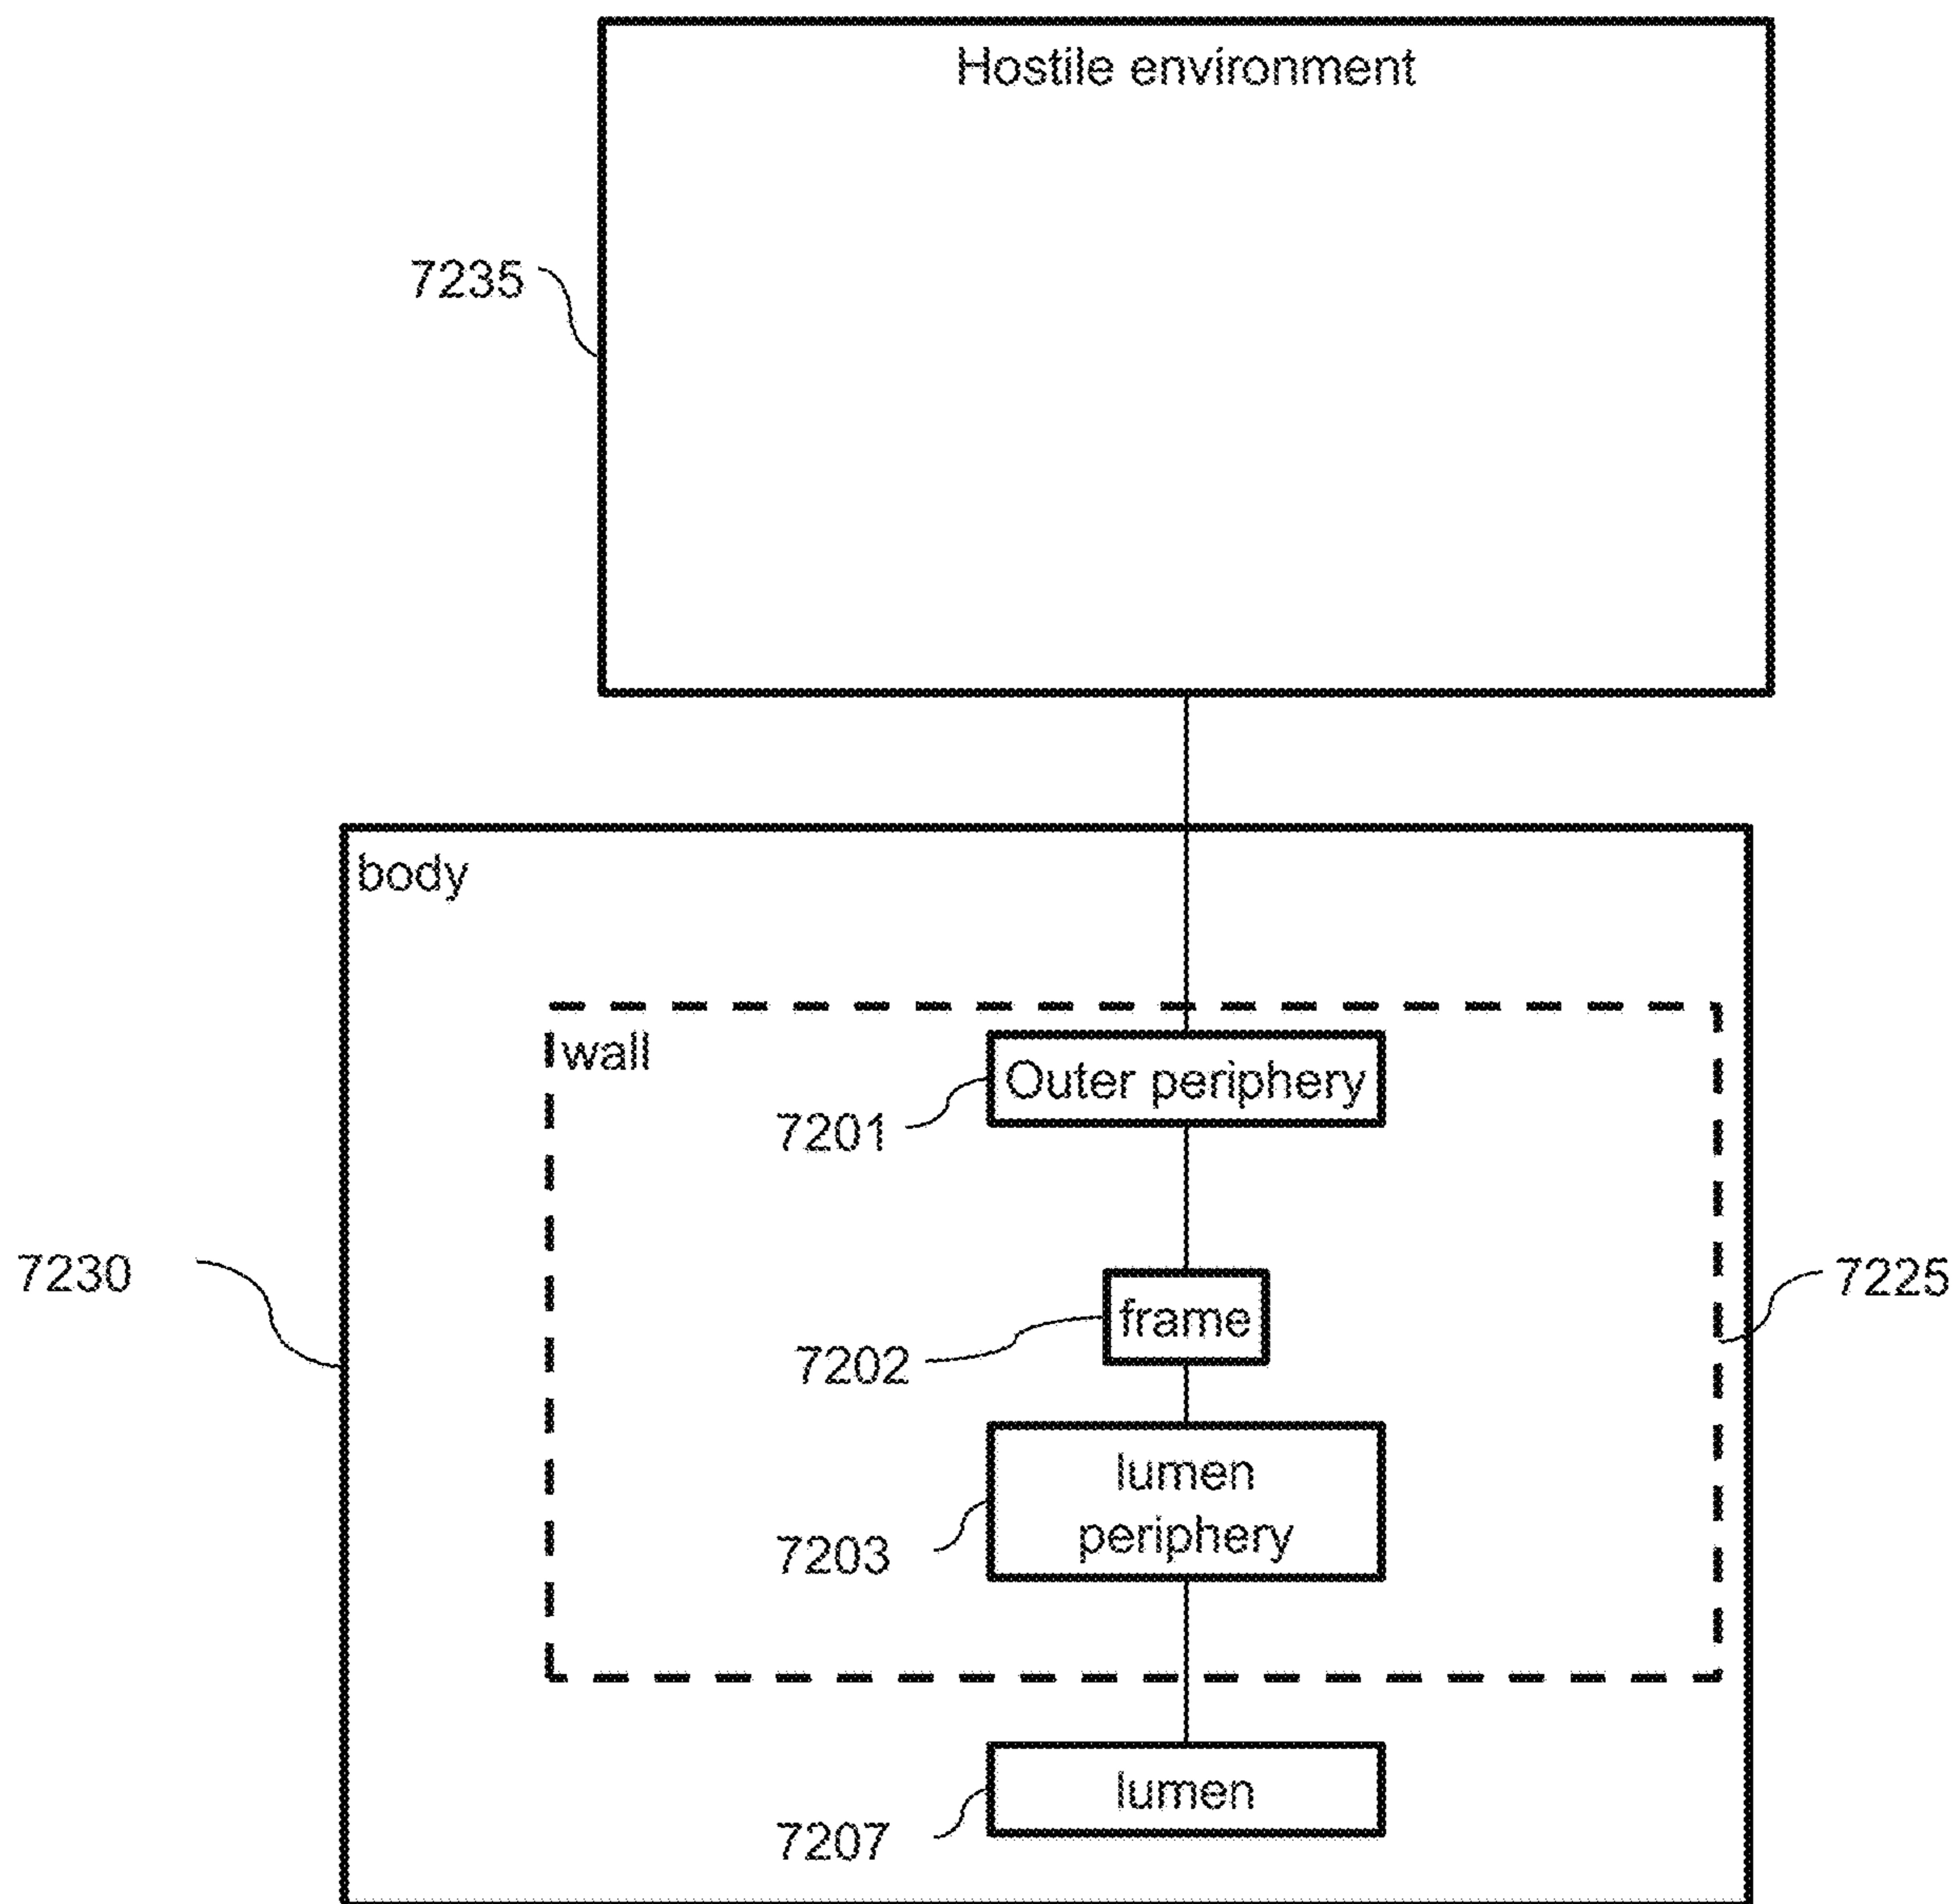 Hostile environment
7235
body
wall
Outer periphery
7201
7230
7225
frame
7202
lumen
periphery
7203
lumen
7207